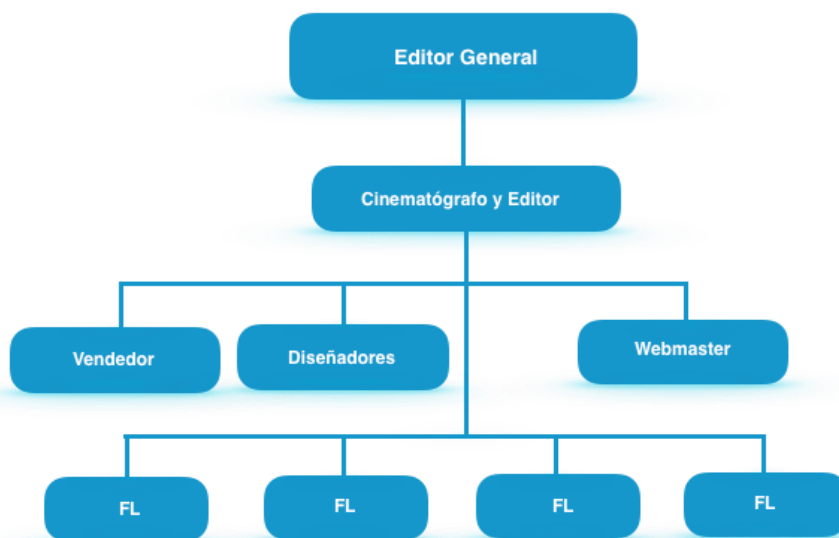 Editor General
Cinematógrafo y Editor
Vendedor
Diseñadores
Webmaster
FL
FL
FL
FL